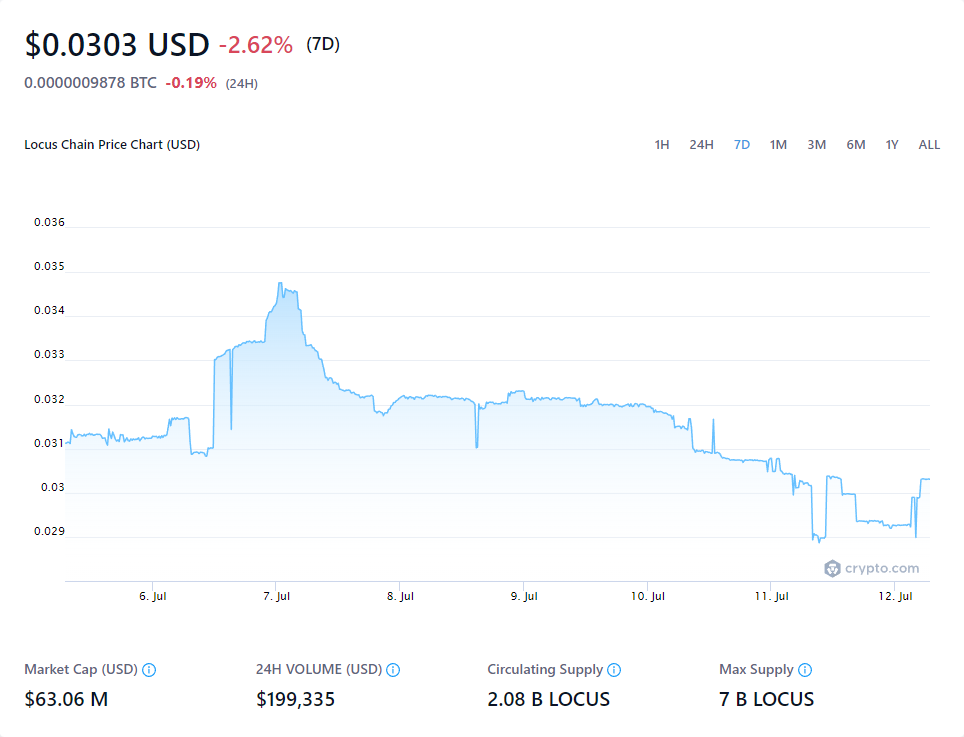 $0.0303 USD -2.62% (7D)
0.0000009878 BTC -0.19% (24H)
Locus Chain Price Chart (USD) 1H 24H 7D 1M 3M 6M 1Y ALL
0.036
0.035
0.034
0.033
0.032
0.031
0.03
0.029
crypto.com
6. Jul 7. Jul 8. Jul 9. Jul 10. Jul 11. Jul 12. Jul
Market Cap (USD) 24H VOLUME (USD) Circulating Supply Max Supply
$63.06 M $199,335 2.08 B LOCUS 7 B LOCUS